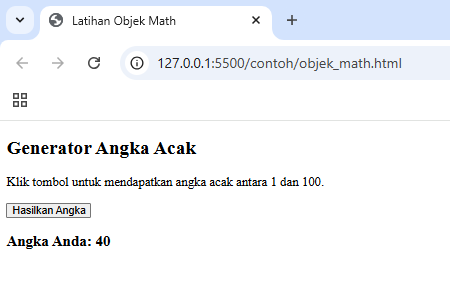 Latihan Objek Math
127.0.0.1:5500/contoh/objek_math.html
Generator Angka Acak
Klik tombol untuk mendapatkan angka acak antara 1 dan 100.
Hasilkan Angka
Angka Anda: 40